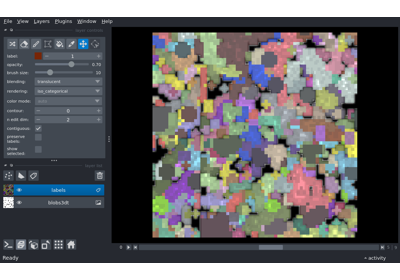 File View Layers Plugins Window Help
label: 1
opacity: 0.70
brush size: 10
blending: translucent
rendering: iso_categorical
color mode:
contour: 0
n edit dim: 2
contiguous:
preserve labels:
show selected:
labels
blobs3dt
0
Ready
activity